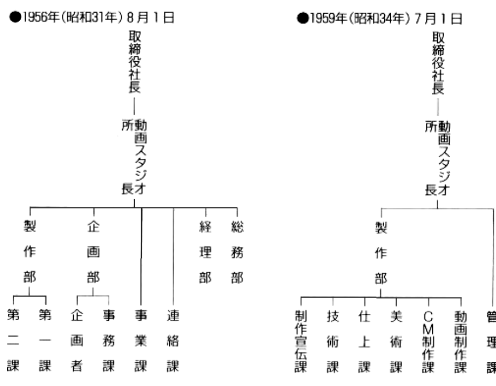 ●1956年(昭和31年)8月1日
取締役社長
動画スタジオ
所長
総務部
経理部
連絡課
事業課
企画部
事務課
企画者
製作部
第一課
第二課
●1959年(昭和34年)7月1日
取締役社長
動画スタジオ
所長
管理課
製作部
動画制作課
CM制作課
美術課
仕上課
技術課
制作宣伝課